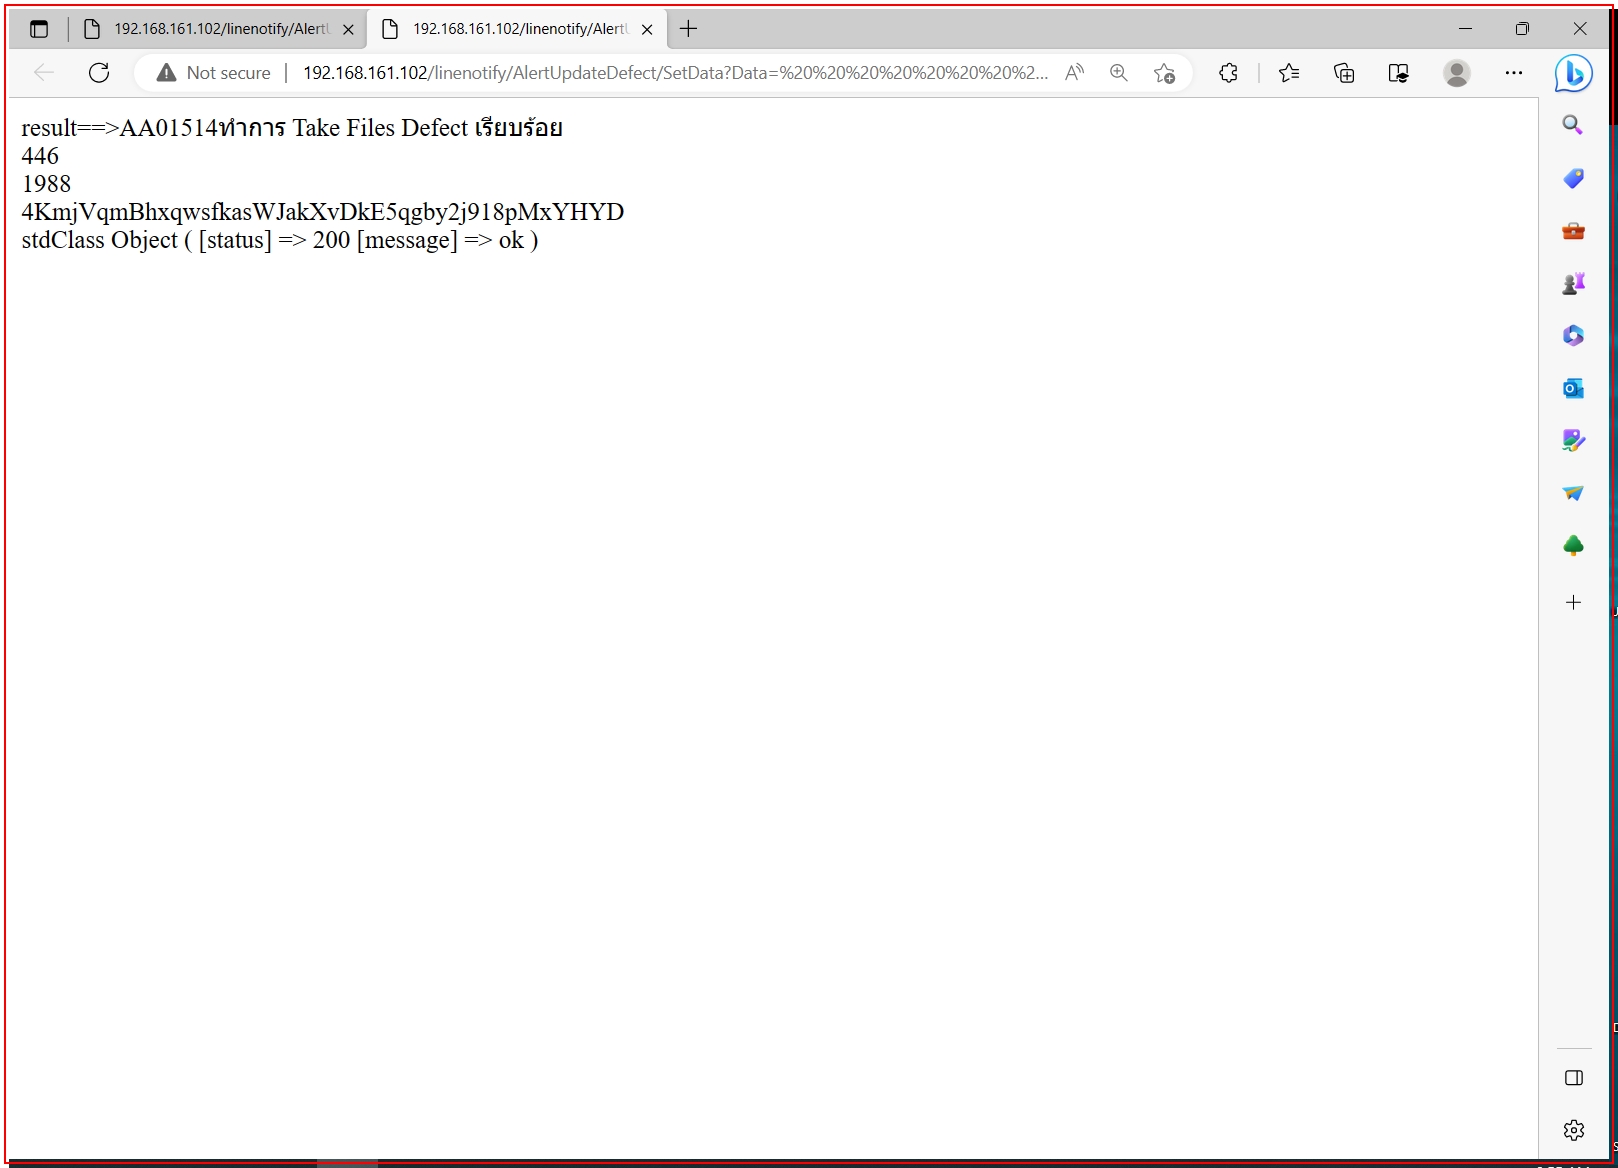 192.168.161.102/linenotify/Alert
192.168.161.102/linenotify/Alert
Not secure
192.168.161.102/linenotify/AlertUpdateDefect/SetData?Data=%20%20%20%20%20%20%20%2...
result==>AA01514ทำการ Take Files Defect เรียบร้อย
446
1988
4KmjVqmBhxqwsfkasWJakXvDkE5qgby2j918pMxYHYD
stdClass Object ( [status] => 200 [message] => ok )